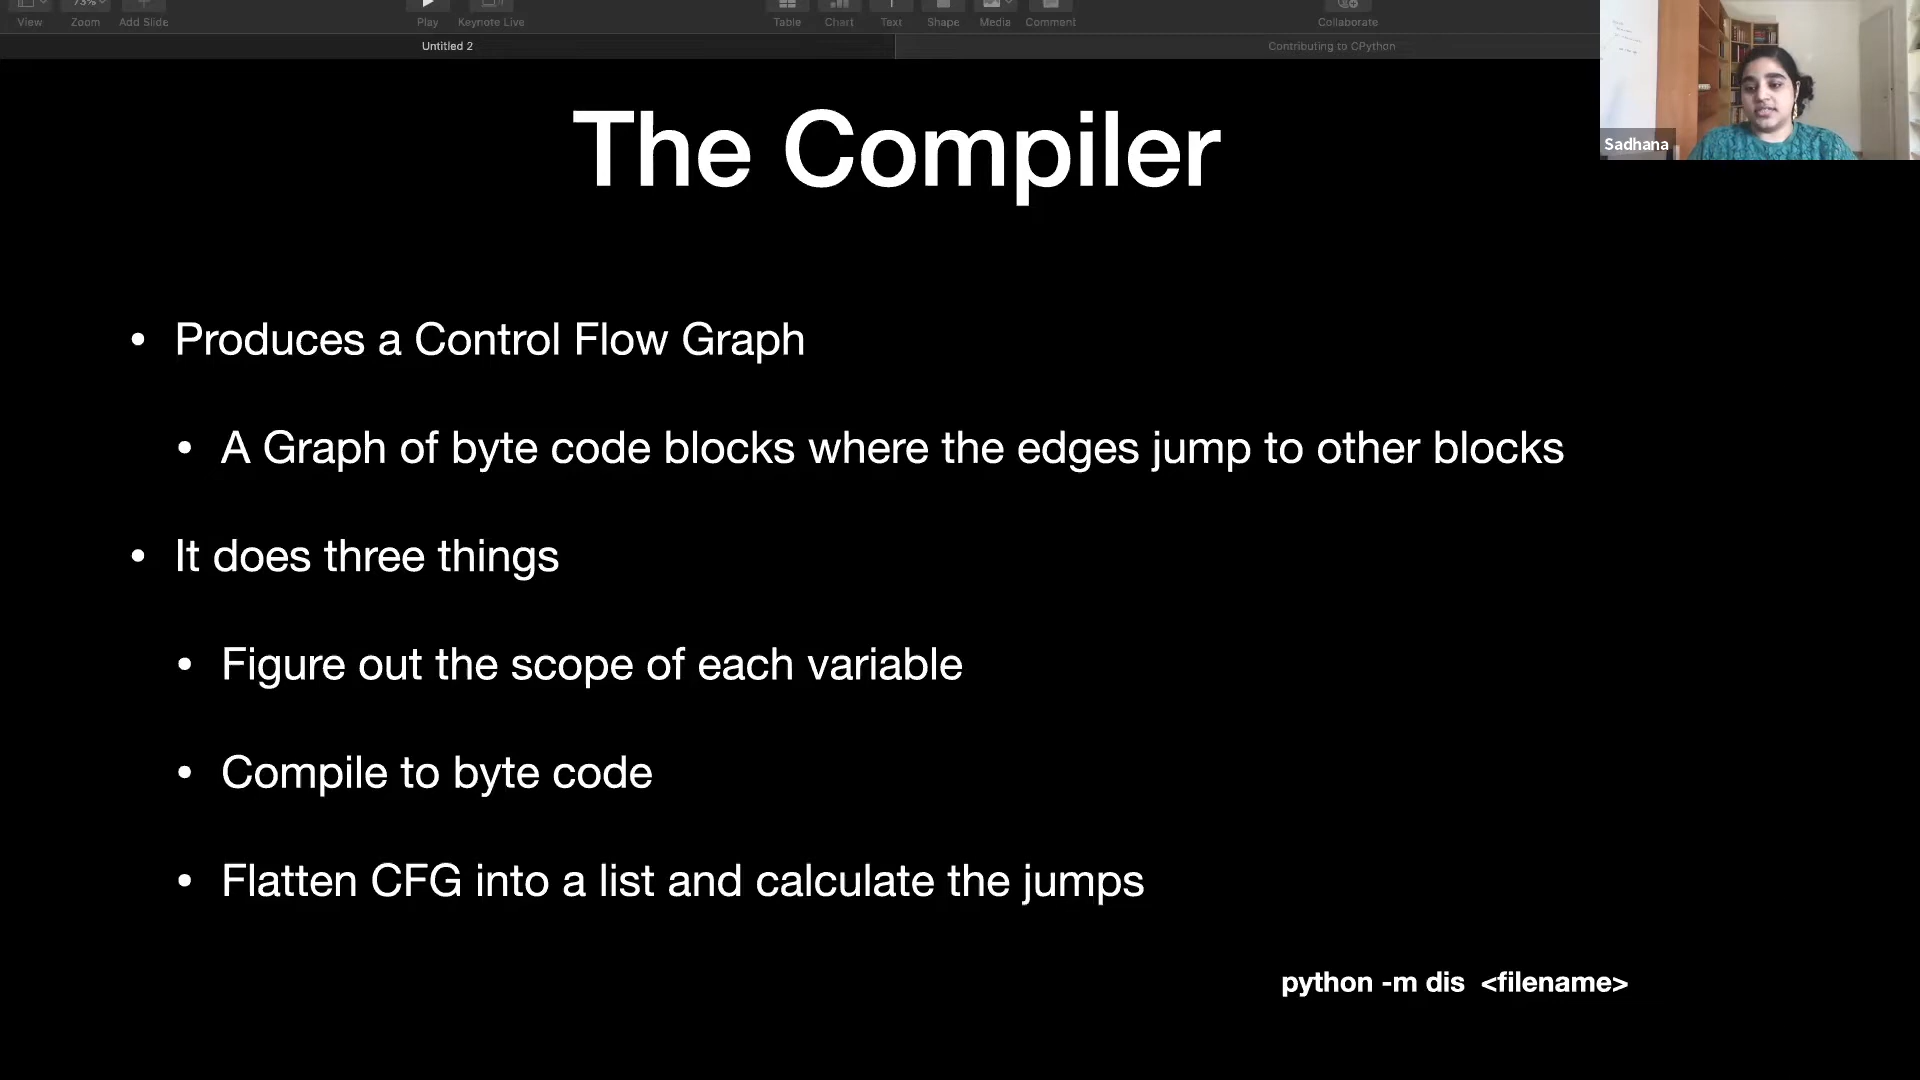 73%
View
Zoom
Add Slide
Play
Keynote Live
Table
Chart
Text
Shape
Media
Comment
Collaborate
Untitled 2
Contributing to CPython
Sadhana
The Compiler
• Produces a Control Flow Graph
• A Graph of byte code blocks where the edges jump to other blocks
• It does three things
• Figure out the scope of each variable
• Compile to byte code
• Flatten CFG into a list and calculate the jumps
python -m dis <filename>